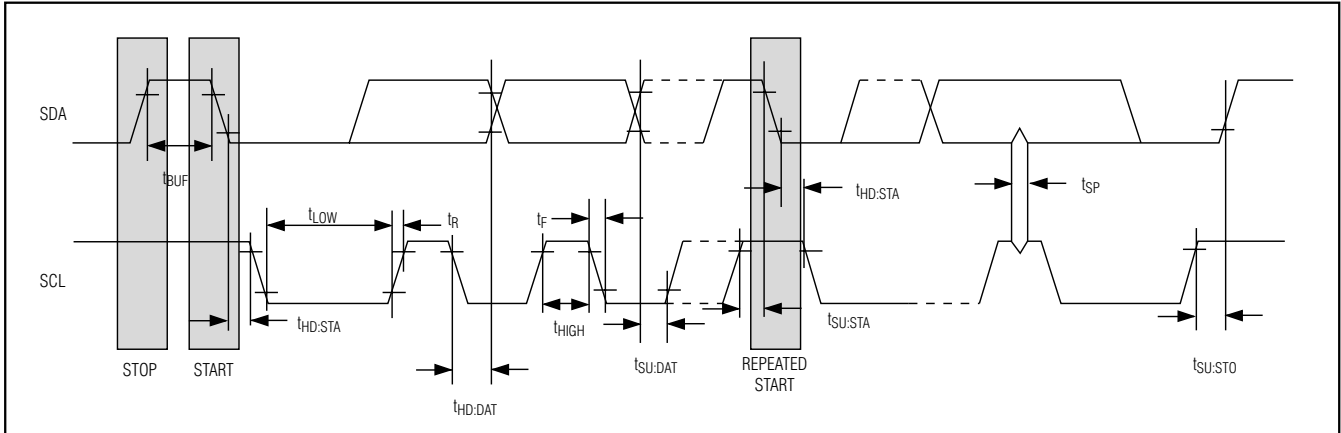 SDA
tBUF
tLOW
tR
tF
tHD:STA
tSP
SCL
tHD:STA
tHIGH
tSU:STA
STOP
START
tSU:DAT
REPEATED
START
tSU:STO
tHD:DAT